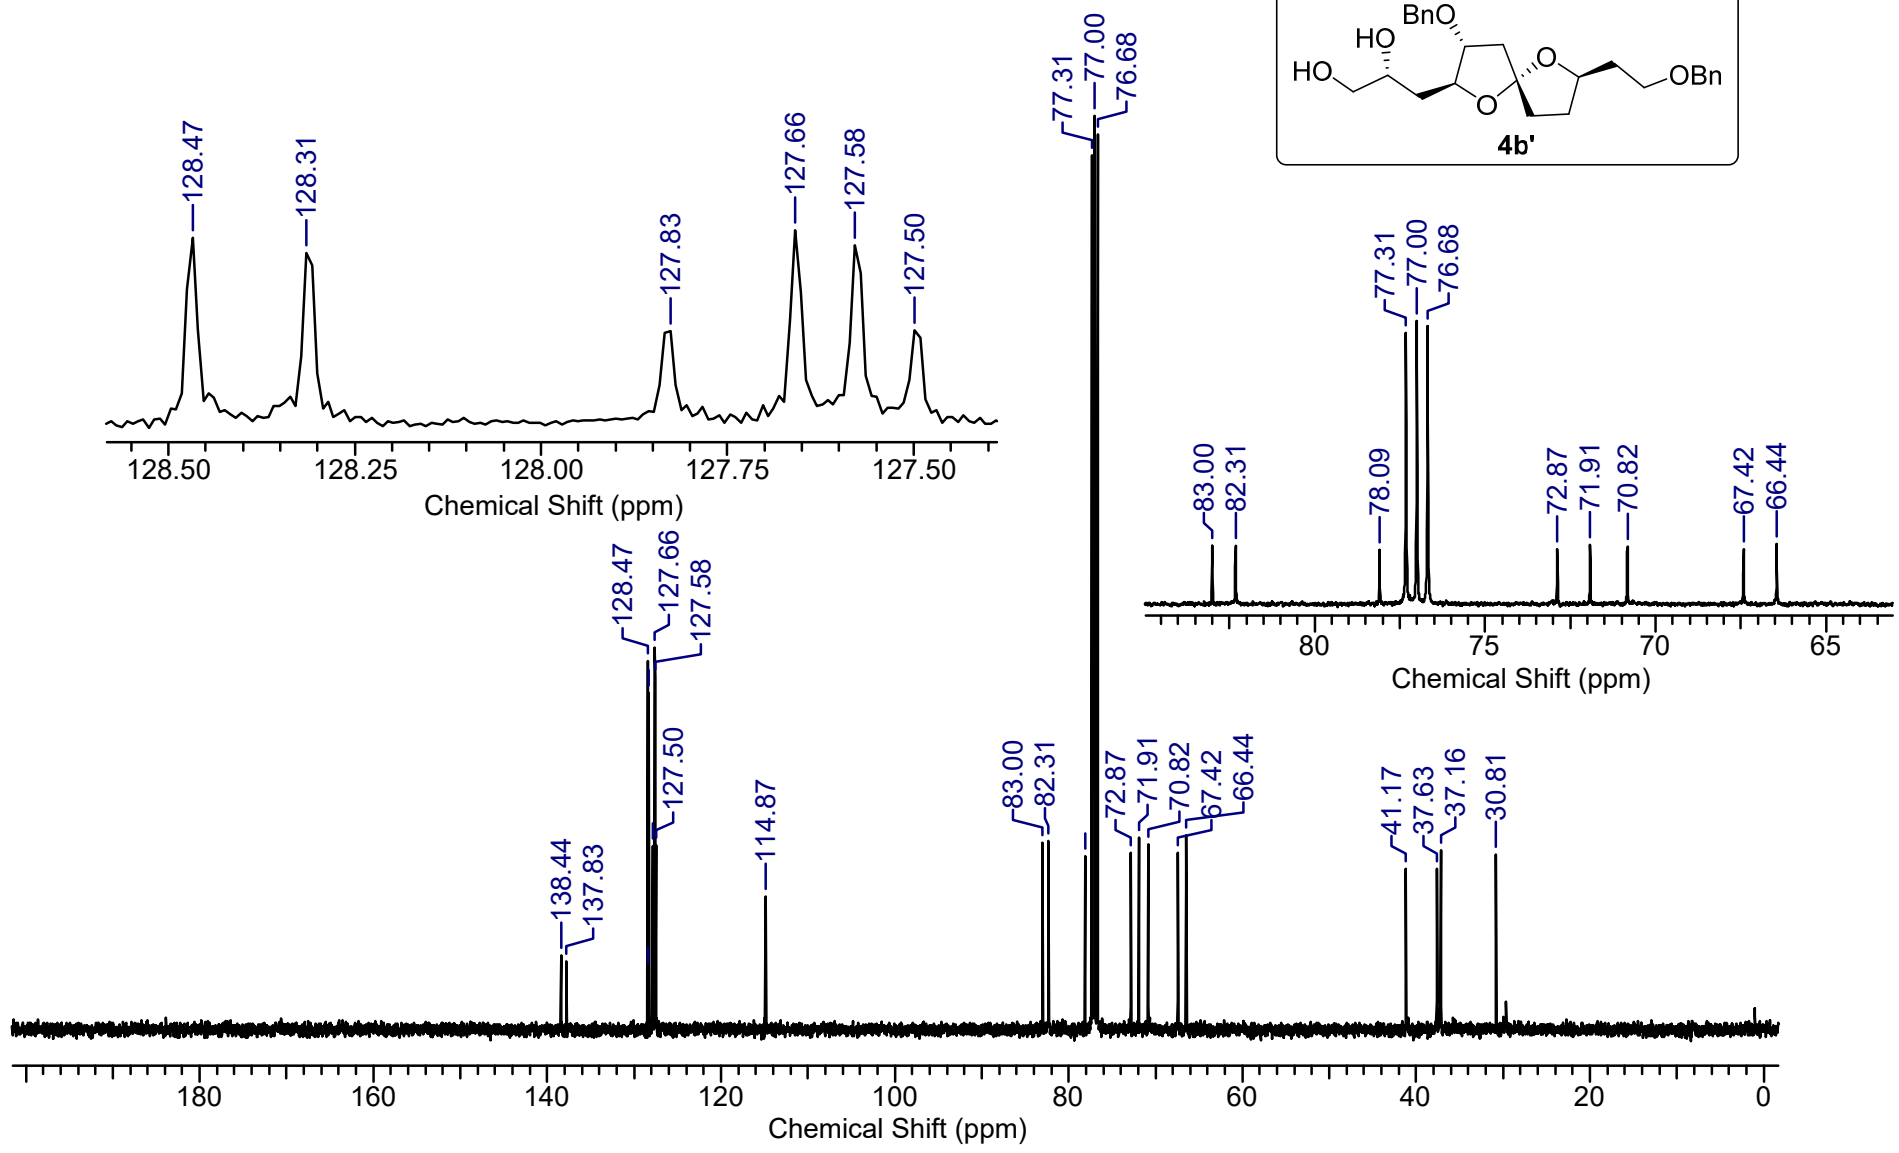 BnO
HO
HO
O
O
OBn
4b'
128.47
128.31
127.83
127.66
127.58
127.50
128.50 128.25 128.00 127.75 127.50
Chemical Shift (ppm)
77.31
77.00
76.68
83.00
82.31
78.09
77.31
77.00
76.68
72.87
71.91
70.82
67.42
66.44
80 75 70 65
Chemical Shift (ppm)
138.44
137.83
128.47
127.66
127.58
127.50
114.87
83.00
82.31
72.87
71.91
70.82
67.42
66.44
41.17
37.63
37.16
30.81
180 160 140 120 100 80 60 40 20 0
Chemical Shift (ppm)